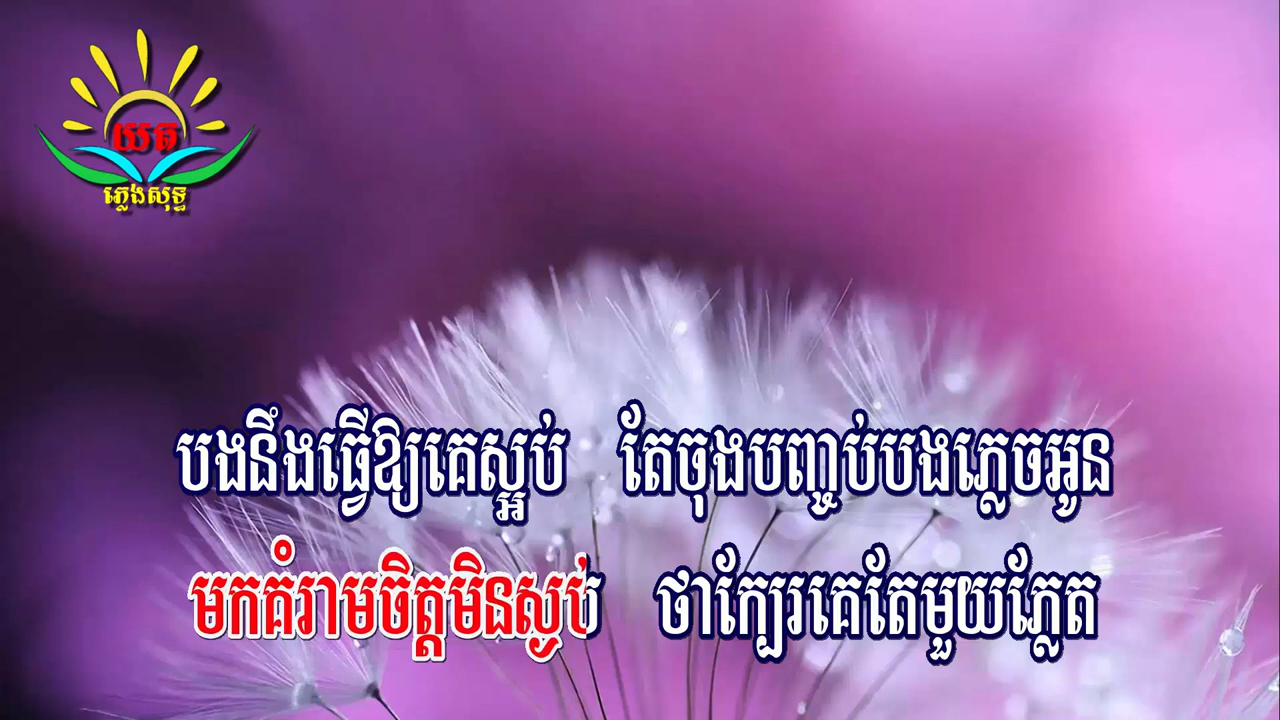 យត
ភ្លេងសុទ្ធ
បងនឹងធ្វើឱ្យគេស្អប់ តែចុងបញ្ចប់បងភ្លេចអូន
មកគំរាមចិត្តមិនស្ងប់ ថាក្បែរគេតែមួយភ្លែត